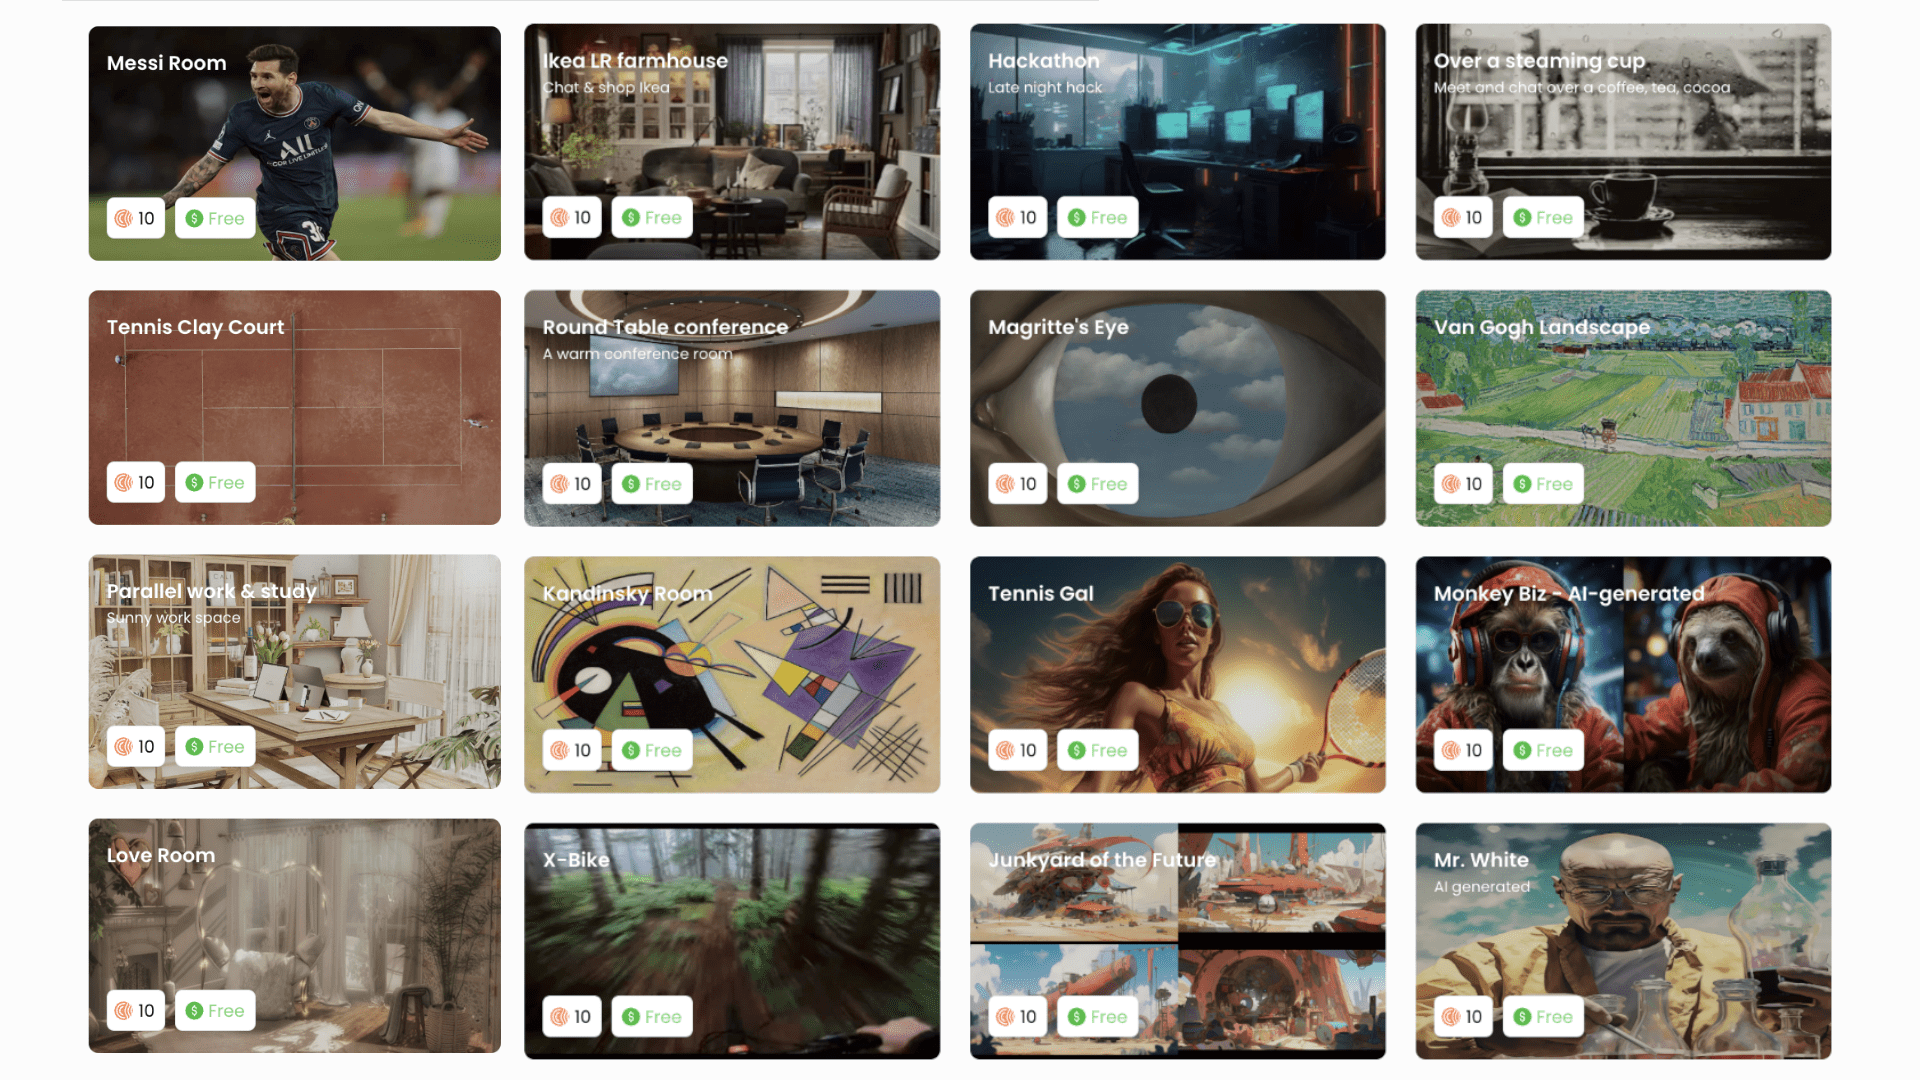 Messi Room
10
Free
Ikea LR farmhouse
Chat & shop Ikea
10
Free
Hackathon
Late night hack
10
Free
Over a steaming cup
Meet and chat over a coffee, tea, cocoa
10
Free
Tennis Clay Court
10
Free
Round Table conference
A warm conference room
10
Free
Magritte's Eye
10
Free
Van Gogh Landscape
10
Free
Parallel work & study
Sunny work space
10
Free
Kandinsky Room
10
Free
Tennis Gal
10
Free
Monkey Biz - AI-generated
10
Free
Love Room
10
Free
X-Bike
10
Free
Junkyard of the Future
10
Free
Mr. White
AI generated
10
Free